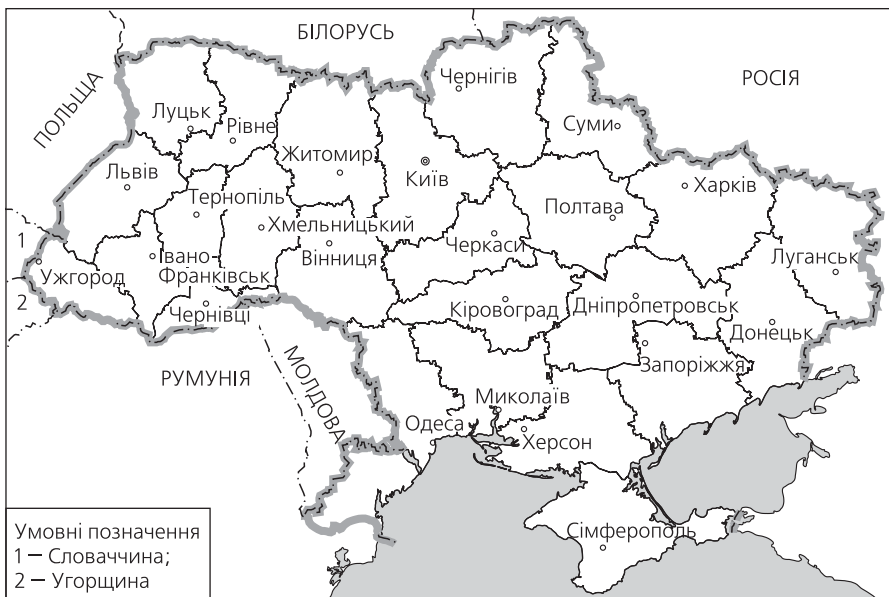 БІЛОРУСЬ
ПОЛЬЩА
РОСІЯ
Чернігів
Луцьк
Рівне
Суми
Житомир
Київ
Львів
Тернопіль
Харків
Полтава
Хмельницький
1
Івано-
Франківськ
Вінниця
Черкаси
Ужгород
Луганськ
2
Чернівці
Кіровоград
Дніпропетровськ
Донецьк
РУМУНІЯ
МОЛДОВА
Запоріжжя
Миколаїв
Одеса
Херсон
Сімферополь
Умовні позначення
1 – Словаччина;
2 – Угорщина